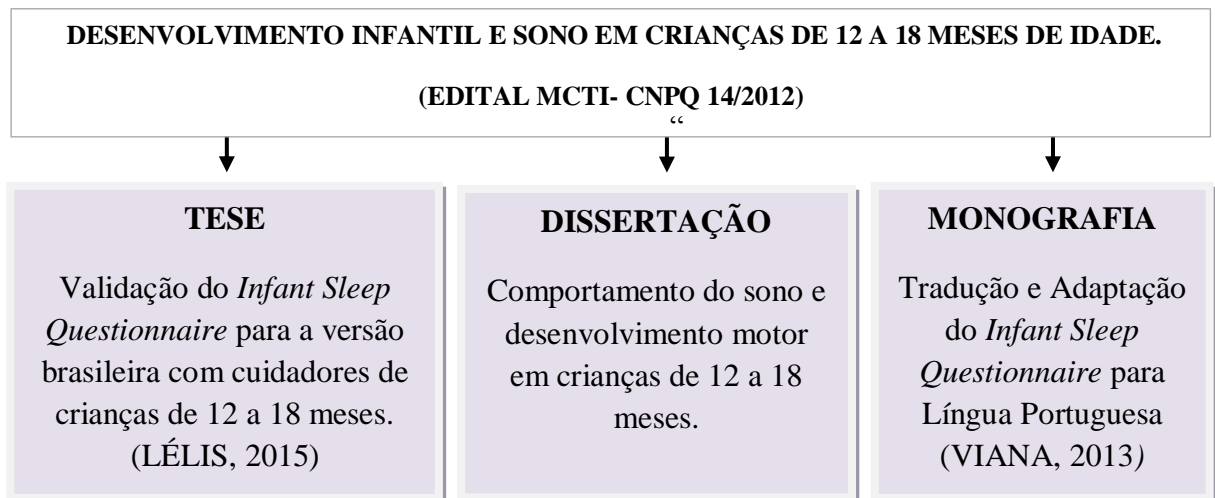 DESENVOLVIMENTO INFANTIL E SONO EM CRIANÇAS DE 12 A 18 MESES DE IDADE.
(EDITAL MCTI- CNPQ 14/2012)
“
TESE
Validação do Infant Sleep
Questionnaire para a versão
brasileira com cuidadores de
crianças de 12 a 18 meses.
(LÉLIS, 2015)
DISSERTAÇÃO
Comportamento do sono e
desenvolvimento motor
em crianças de 12 a 18
meses.
MONOGRAFIA
Tradução e Adaptação
do Infant Sleep
Questionnaire para
Língua Portuguesa
(VIANA, 2013)